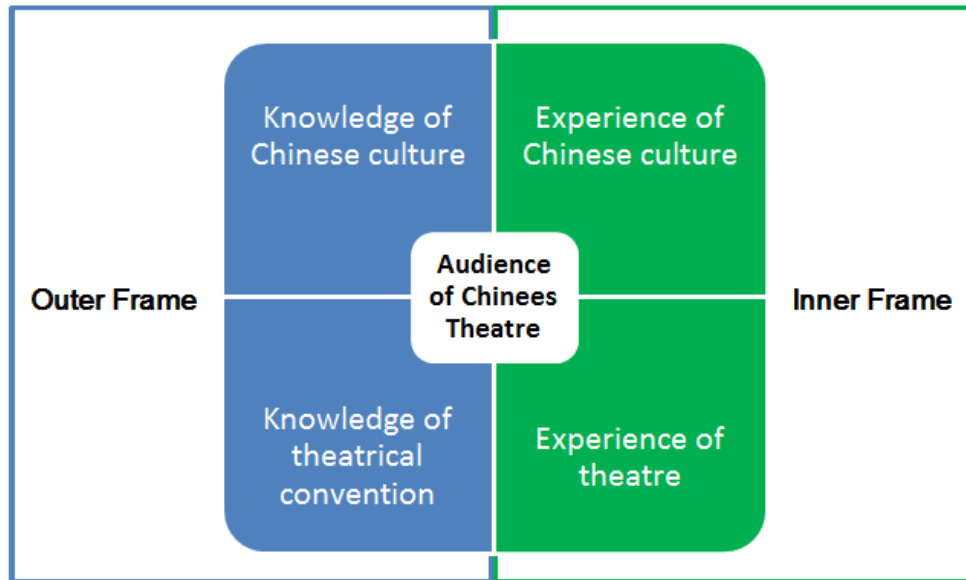 Knowledge of
Chinese culture
Experience of
Chinese culture
Outer Frame
Audience
of Chinees
Theatre
Inner Frame
Knowledge of
theatrical
convention
Experience of
theatre